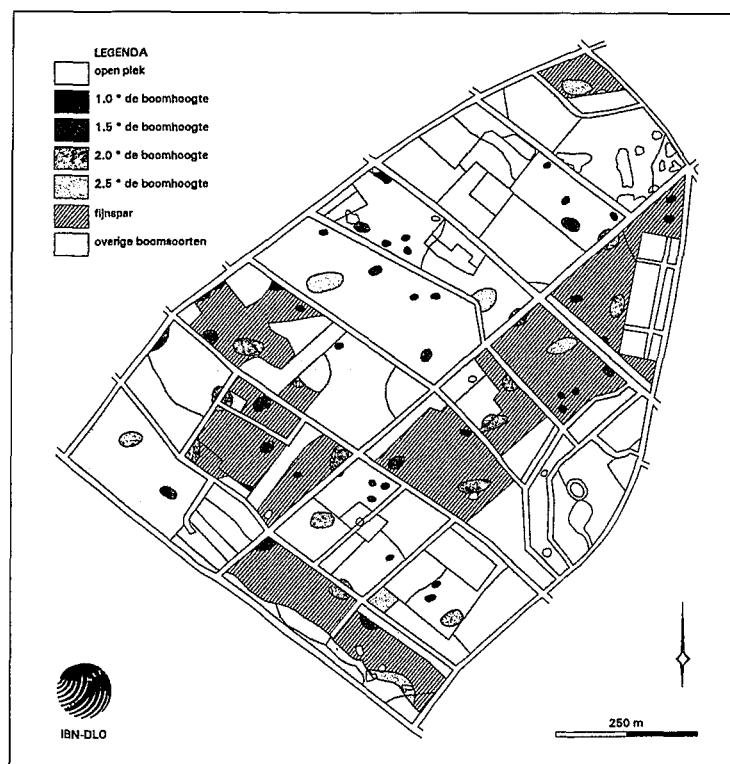 LEGENDA
open plek
1.0 * de boomhoogte
1.5 * de boomhoogte
2.0 * de boomhoogte
2.5 * de boomhoogte
fijnspar
overige boomsoorten
IBN-DLO
250 m